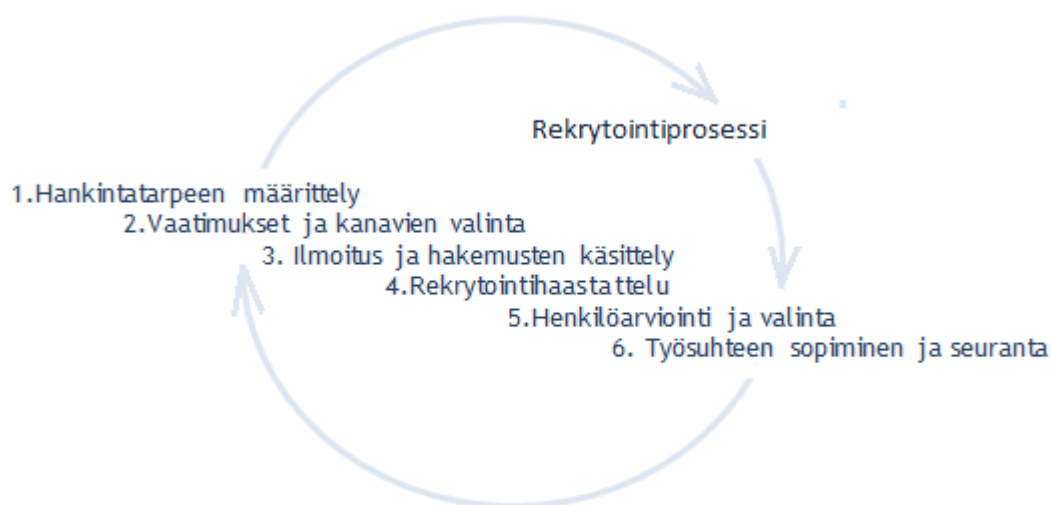 Rekrytointiprosessi
1.Hankintatarpeen määrittely
2.Vaatimukset ja kanavien valinta
3. Ilmoitus ja hakemusten käsittely
4.Rekrytointihaastattelu
5.Henkilöarviointi ja valinta
6. Työsuhteen sopiminen ja seuranta